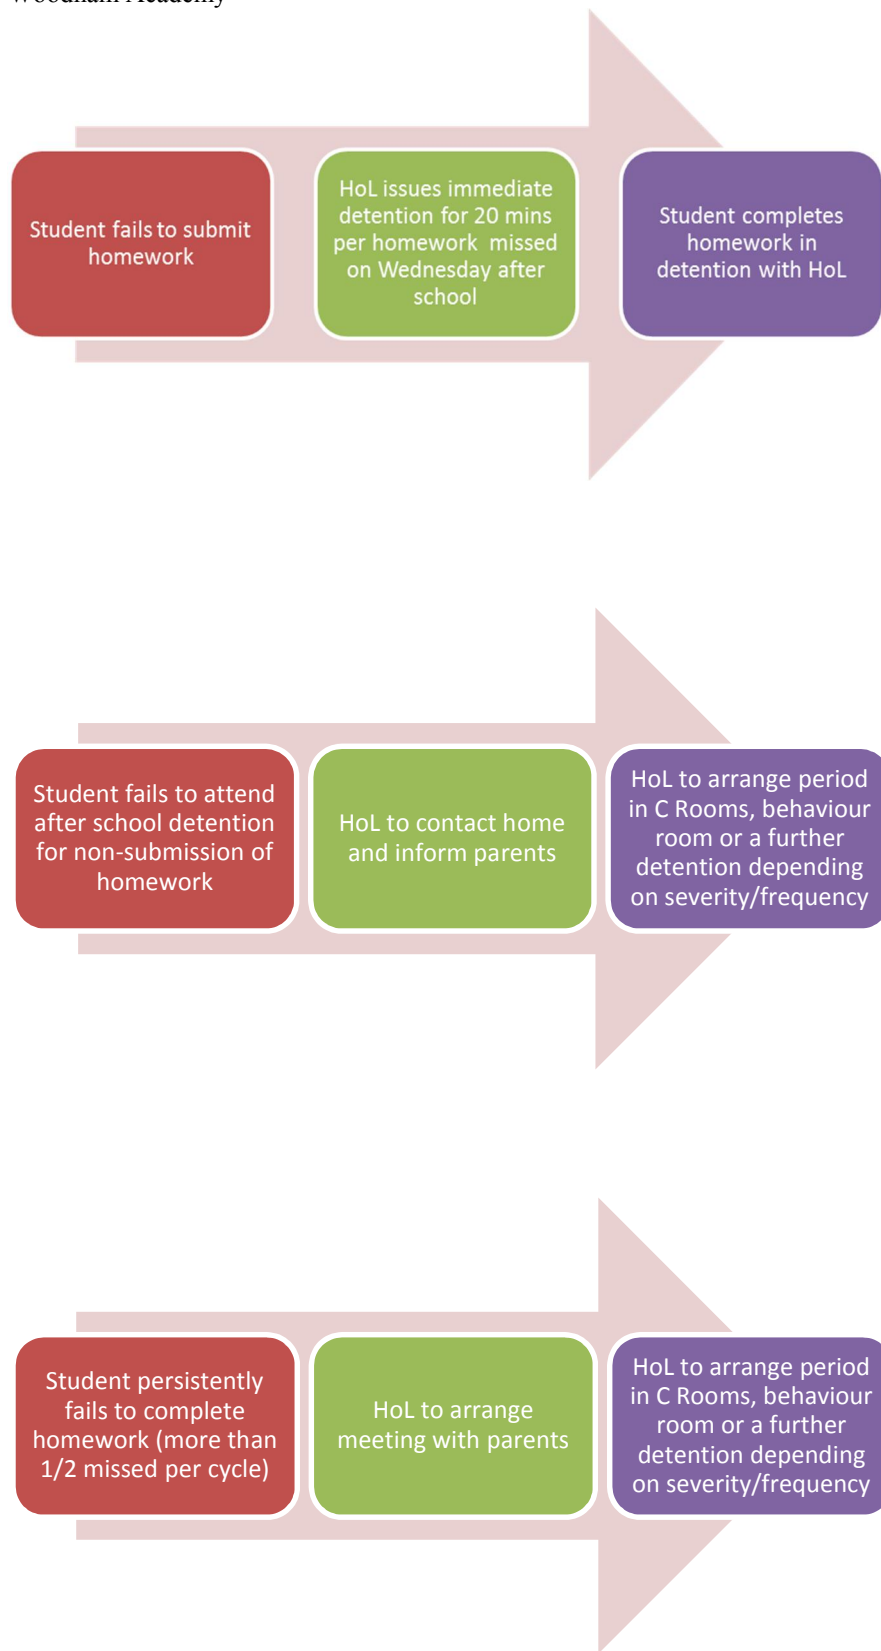 Woodham Academy
Student fails to submit
homework
HoL issues immediate
detention for 20 mins
per homework missed
on Wednesday after
school
Student completes
homework in
detention with HoL
Student fails to attend
after school detention
for non-submission of
homework
HoL to contact home
and inform parents
HoL to arrange period
in C Rooms, behaviour
room or a further
detention depending
on severity/frequency
Student persistently
fails to complete
homework (more than
1/2 missed per cycle)
HoL to arrange
meeting with parents
HoL to arrange period
in C Rooms, behaviour
room or a further
detention depending
on severity/frequency